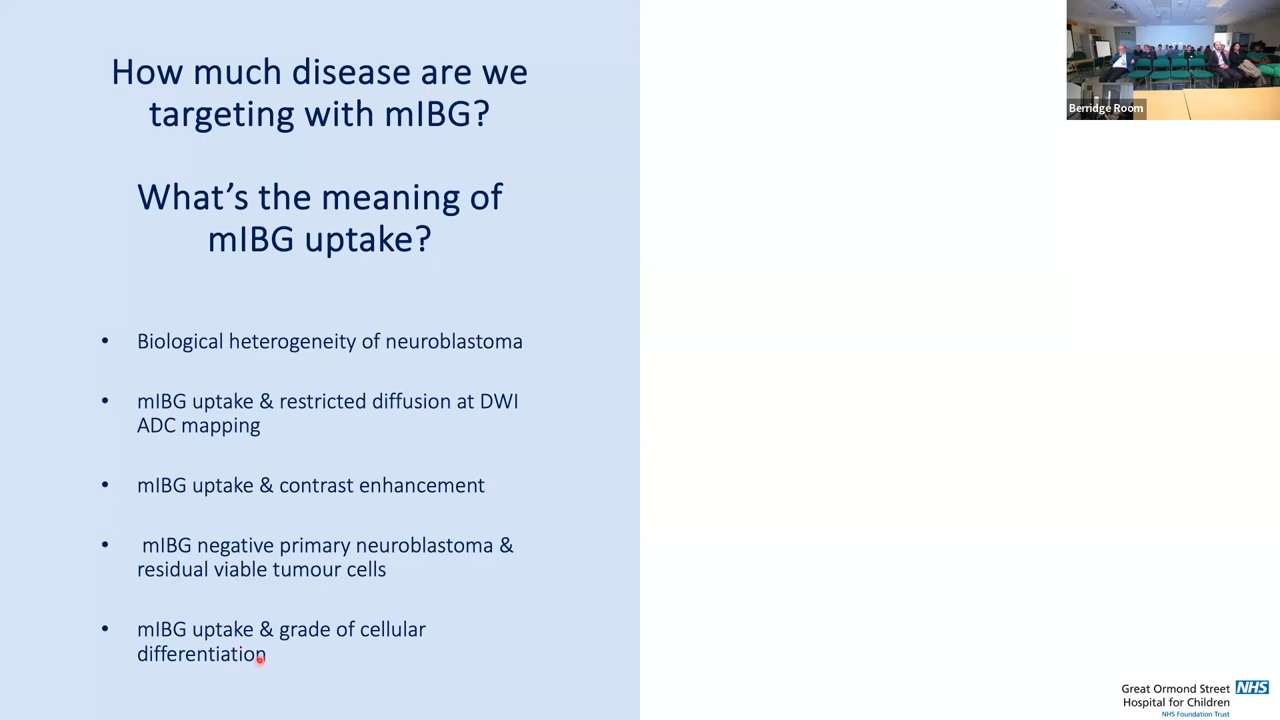 How much disease are we
targeting with mIBG?
What’s the meaning of
mIBG uptake?
• Biological heterogeneity of neuroblastoma
• mIBG uptake & restricted diffusion at DWI
ADC mapping
• mIBG uptake & contrast enhancement
• mIBG negative primary neuroblastoma &
residual viable tumour cells
• mIBG uptake & grade of cellular
differentiation
Berridge Room
Great Ormond Street NHS
Hospital for Children
NHS Foundation Trust